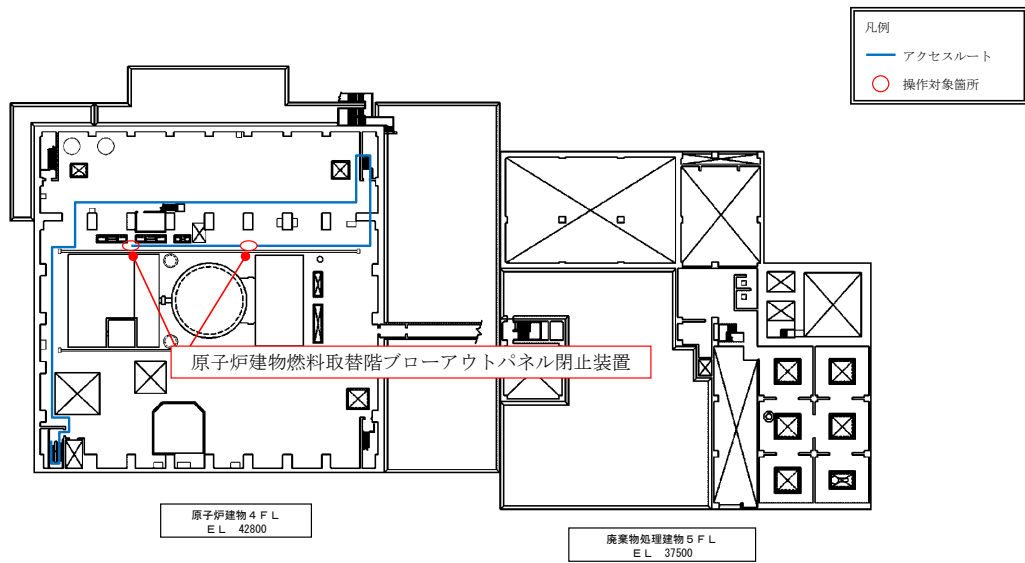 凡例
アクセスルート
操作対象箇所
原子炉建物燃料取替階ブローアウトパネル閉止装置
原子炉建物4FL
EL 42800
廃棄物処理建物5FL
EL 37500